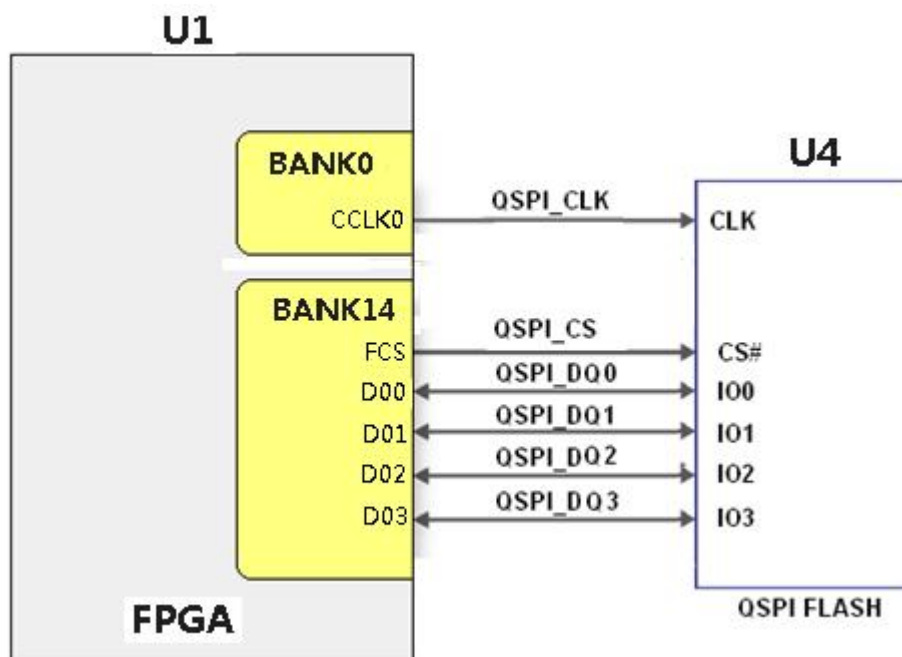 U1
U4
BANK0
CCLK0
QSPI_CLK
CLK
BANK14
FCS
QSPI_CS
CS#
D00
QSPI_DQ0
IO0
D01
QSPI_DQ1
IO1
D02
QSPI_DQ2
IO2
D03
QSPI_DQ3
IO3
FPGA
QSPI FLASH